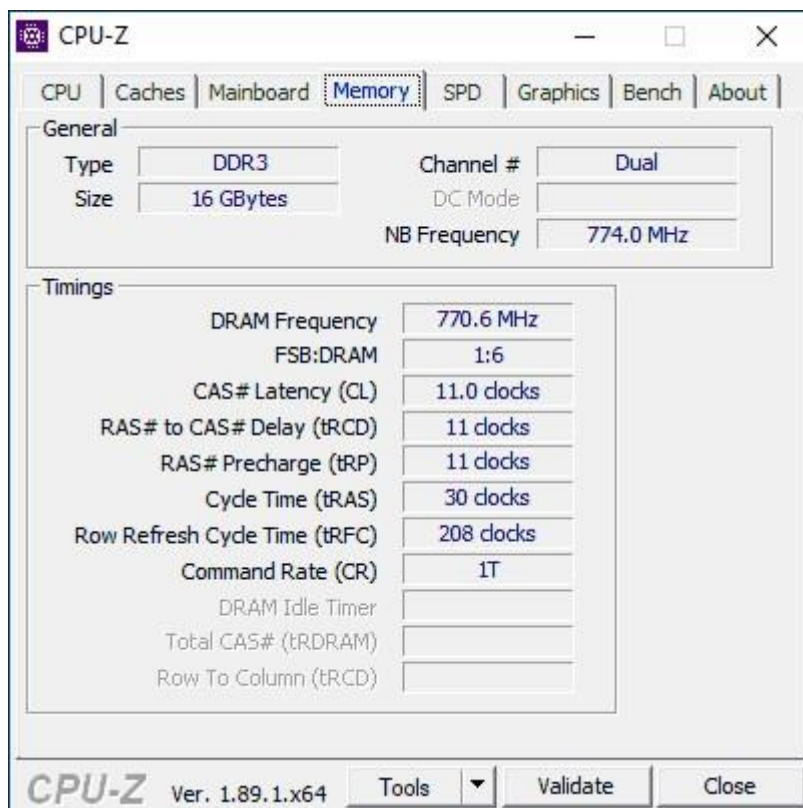 CPU-Z
CPU Caches Mainboard Memory SPD Graphics Bench About
General
Type DDR3 Channel # Dual
Size 16 GBytes DC Mode
NB Frequency 774.0 MHz
Timings
DRAM Frequency 770.6 MHz
FSB:DRAM 1:6
CAS# Latency (CL) 11.0 clocks
RAS# to CAS# Delay (tRCD) 11 clocks
RAS# Precharge (tRP) 11 clocks
Cycle Time (tRAS) 30 clocks
Row Refresh Cycle Time (tRFC) 208 clocks
Command Rate (CR) 1T
DRAM Idle Timer
Total CAS# (tRDRAM)
Row To Column (tRCD)
CPU-Z Ver. 1.89.1.x64 Tools Validate Close